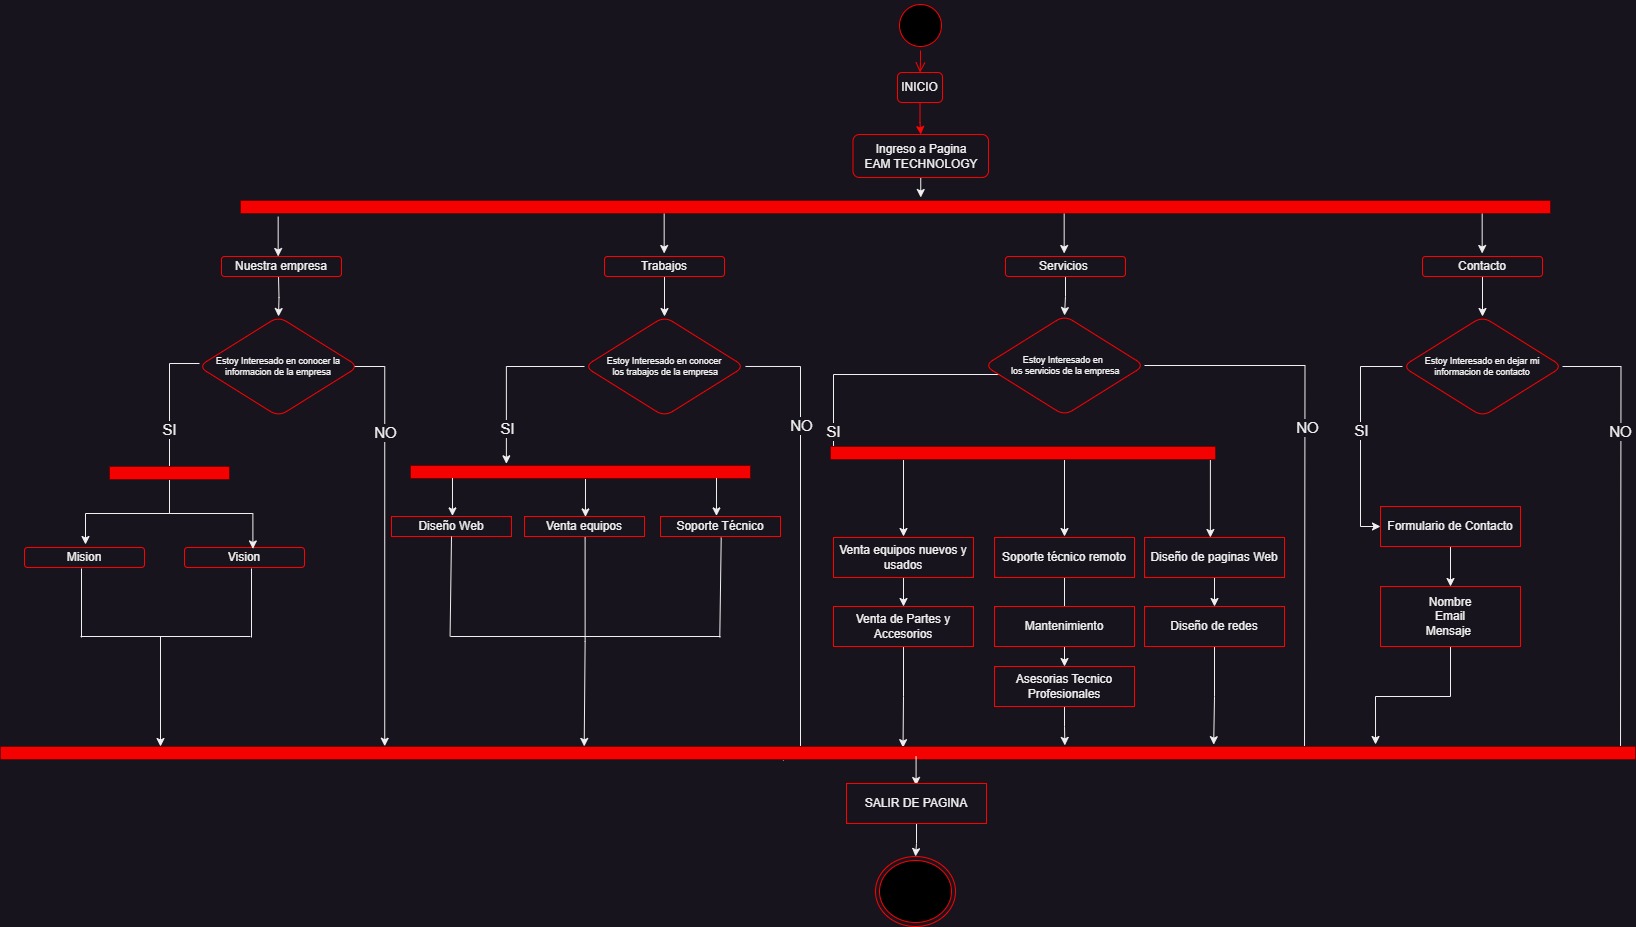 INICIO
Ingreso a Pagina
EAM TECHNOLOGY
Nuestra empresa
Trabajos
Servicios
Contacto
Estoy Interesado en conocer la
informacion de la empresa
Estoy Interesado en conocer
los trabajos de la empresa
Estoy Interesado en
los servicios de la empresa
Estoy Interesado en dejar mi
informacion de contacto
SI
NO
SI
NO
SI
NO
SI
NO
Mision
Vision
Diseño Web
Venta equipos
Soporte Técnico
Venta equipos nuevos y
usados
Soporte técnico remoto
Diseño de paginas Web
Formulario de Contacto
Venta de Partes y
Accesorios
Mantenimiento
Diseño de redes
Nombre
Email
Mensaje
Asesorias Tecnico
Profesionales
SALIR DE PAGINA